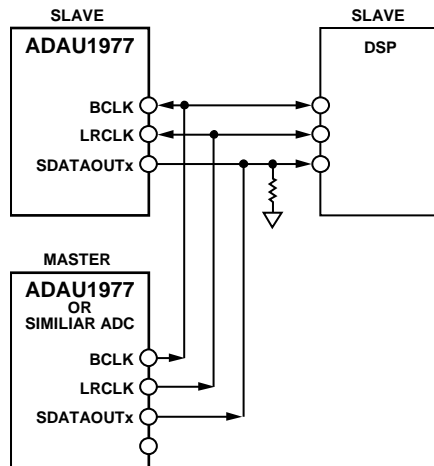 SLAVE
ADAU1977
BCLK
LRCLK
SDATAOUTx
SLAVE
DSP
MASTER
ADAU1977
OR
SIMILIAR ADC
BCLK
LRCLK
SDATAOUTx